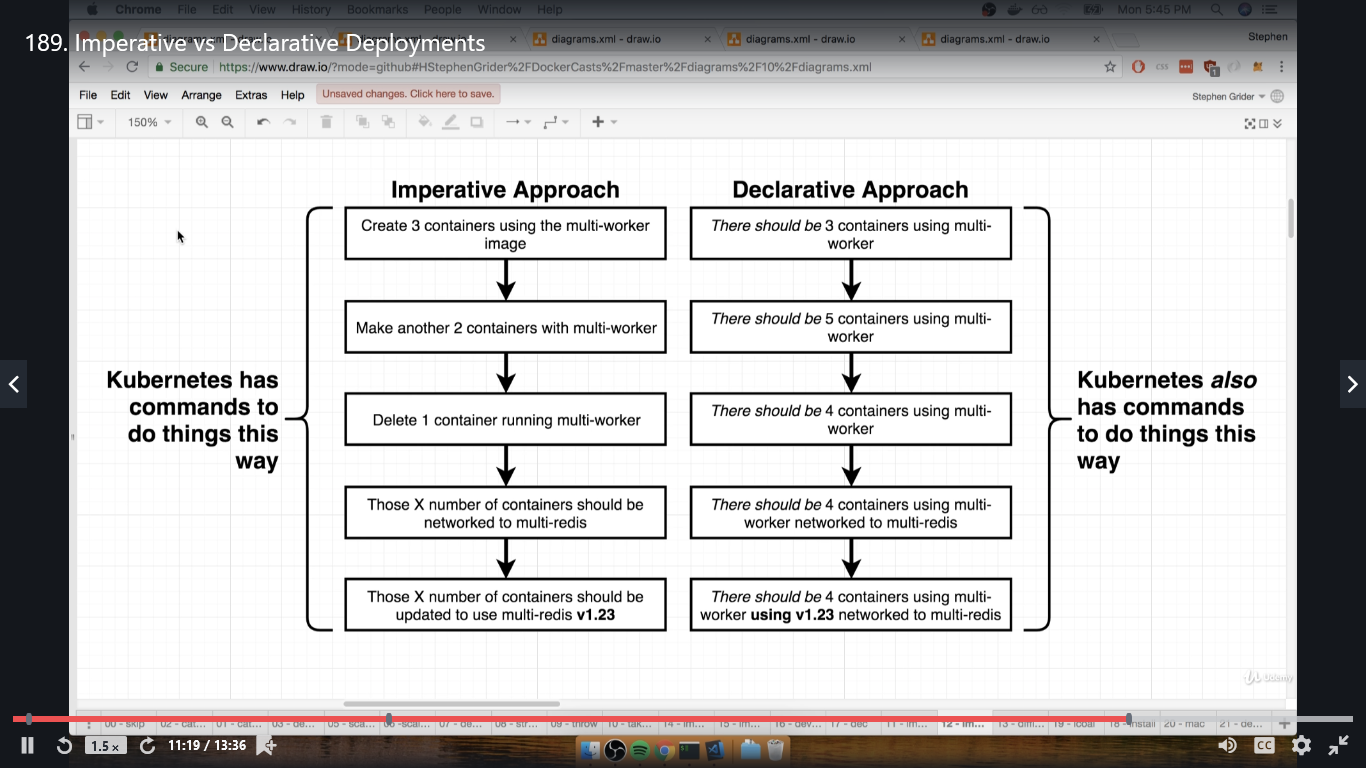 Chrome File Edit View History Bookmarks People Window Help Mon 5:45 PM
189. Imperative vs Declarative Deployments
diagrams.xml - draw.io
diagrams.xml - draw.io
diagrams.xml - draw.io
Stephen
Secure https://www.draw.io/?mode=github#HStephenGrider%2FDockerCasts%2Fmaster%2Fdiagrams%2F10%2Fdiagrams.xml
File Edit View Arrange Extras Help Unsaved changes. Click here to save. Stephen Grider
150%
Imperative Approach
Create 3 containers using the multi-worker
image
Make another 2 containers with multi-worker
Delete 1 container running multi-worker
Those X number of containers should be
networked to multi-redis
Those X number of containers should be
updated to use multi-redis v1.23
Declarative Approach
There should be 3 containers using multi-
worker
There should be 5 containers using multi-
worker
There should be 4 containers using multi-
worker
There should be 4 containers using multi-
worker networked to multi-redis
There should be 4 containers using multi-
worker using v1.23 networked to multi-redis
Kubernetes has
commands to
do things this
way
Kubernetes also
has commands
to do things this
way
Udemy
00 - skip 02 - cat... 01 - cat... 03 - de... 05 - sca... 07 - de... 08 - str... 09 - throw 10 - tak... 14 - im... 15 - im... 16 - dev... 17 - dec 11 - im... 12 - im... 13 - dif... 18 - install 20 - mac 21 - de...
1.5 x 11:19 / 13:36 CC